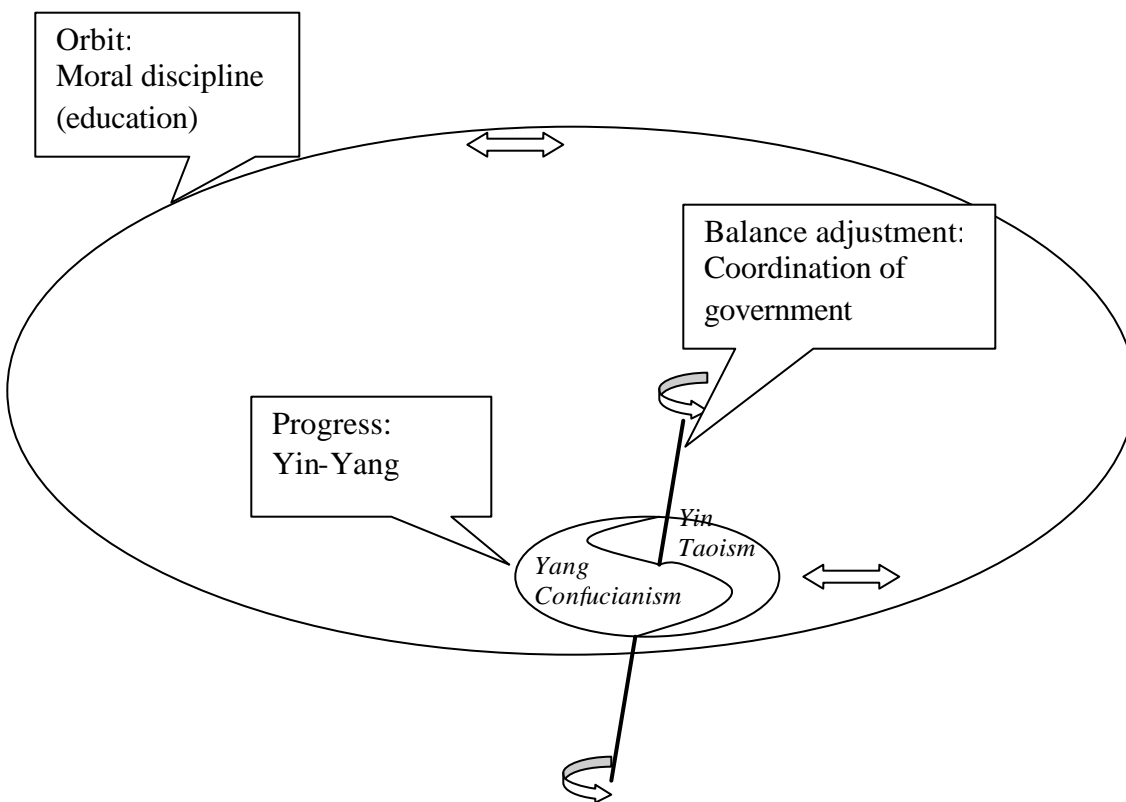 Orbit:
Moral discipline
(education)
Balance adjustment:
Coordination of
government
Progress:
Yin-Yang
Yin
Taoism
Yang
Confucianism